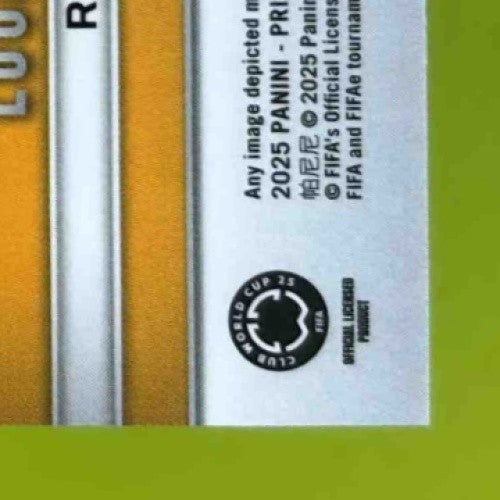 Any image depicted
2025 PANINI - PRI
帕尼尼 © 2025 Panin
© FIFA's Official Licens
FIFA and FIFAe tournam
CLUB WORLD CUP 25
FIFA
OFFICIAL LICENSED
PRODUCT
R